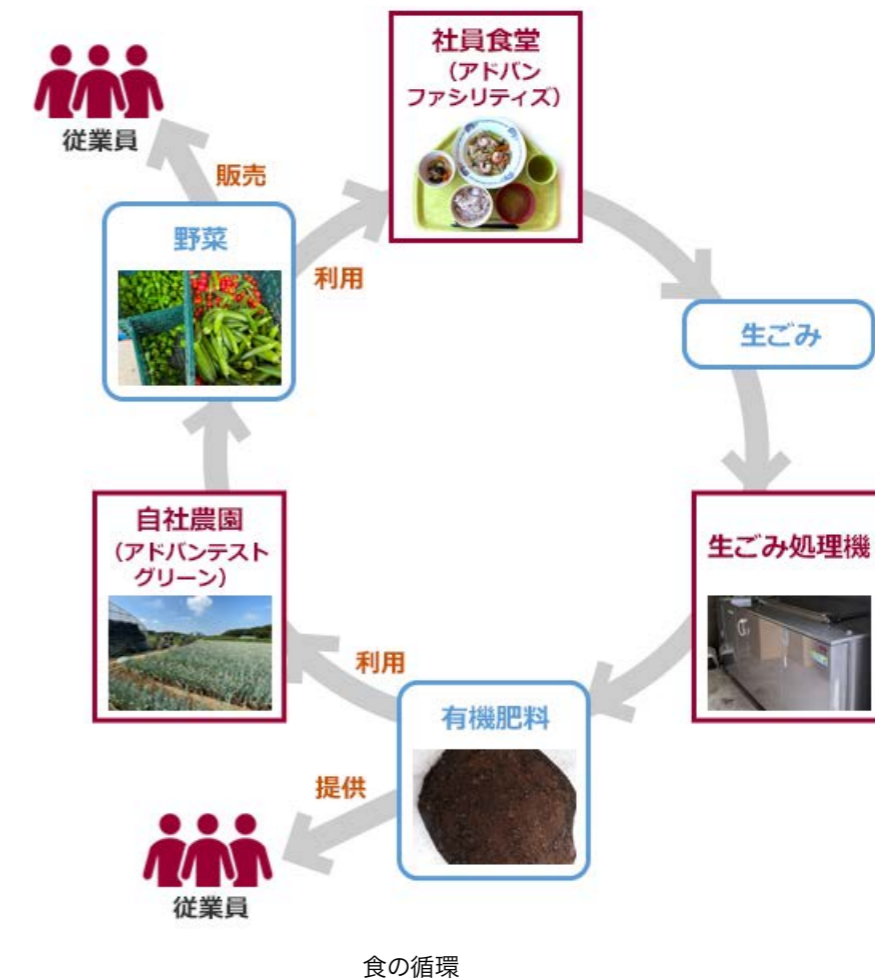 社員食堂
（アドバン
ファシリティズ）
従業員
販売
野菜
利用
生ごみ
自社農園
（アドバンテスト
グリーン）
生ごみ処理機
利用
有機肥料
提供
従業員
食の循環